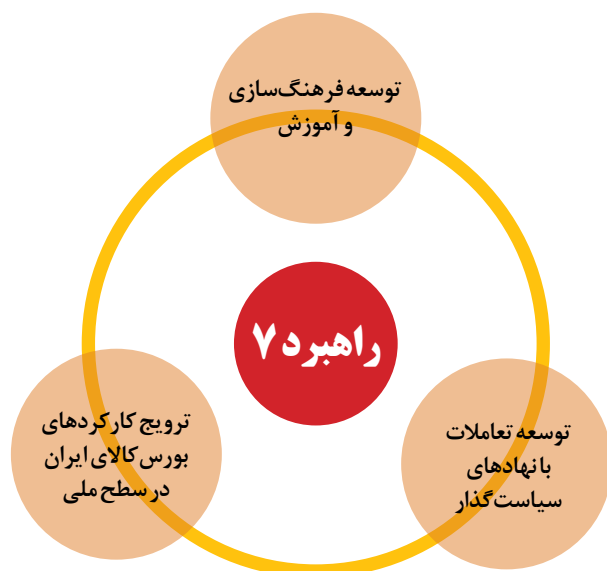 توسعه فرهنگ‌سازی
و آموزش
راهبرد ۷
توسعه تعاملات
با نهادهای
سیاست‌گذار
ترویج کارکردهای
بورس کالای ایران
در سطح ملی